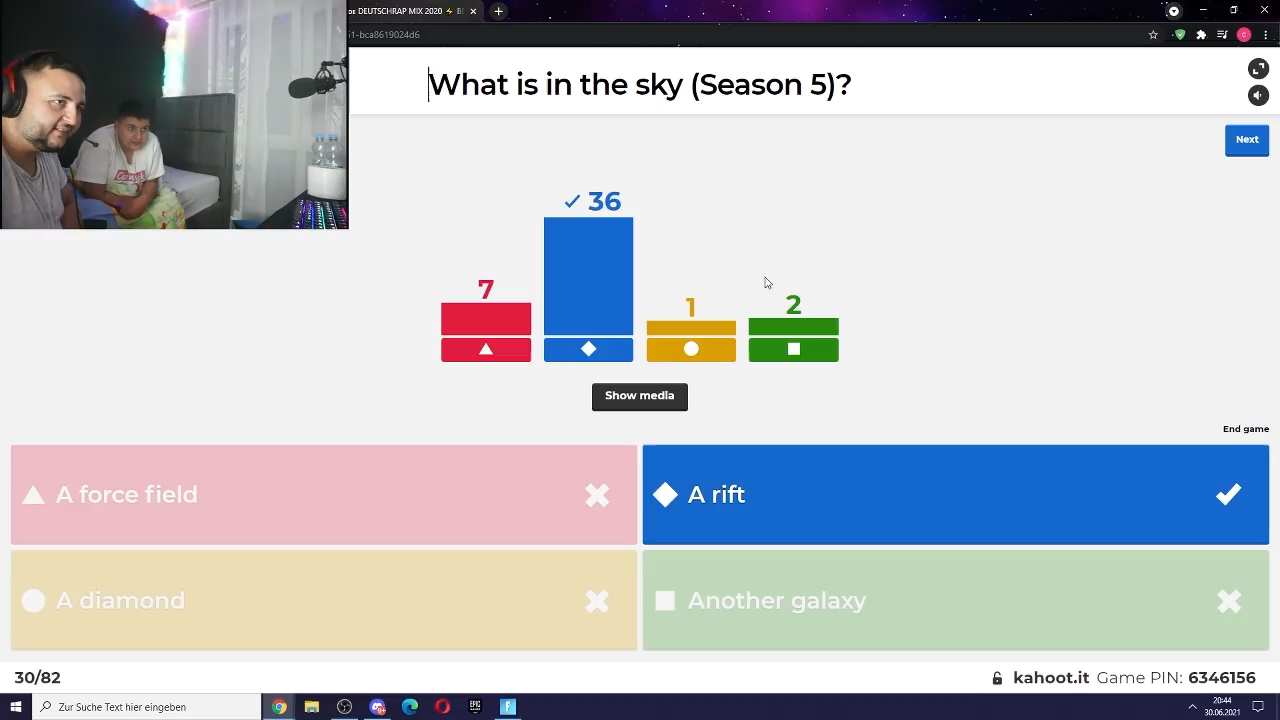 DEUTSCHRAP MIX 2020
bca8619024d6
What is in the sky (Season 5)?
Next
36
7
1
2
Show media
End game
A force field
A rift
A diamond
Another galaxy
30/82
kahoot.it Game PIN: 6346156
Zur Suche Text hier eingeben
20:44
30.06.2021